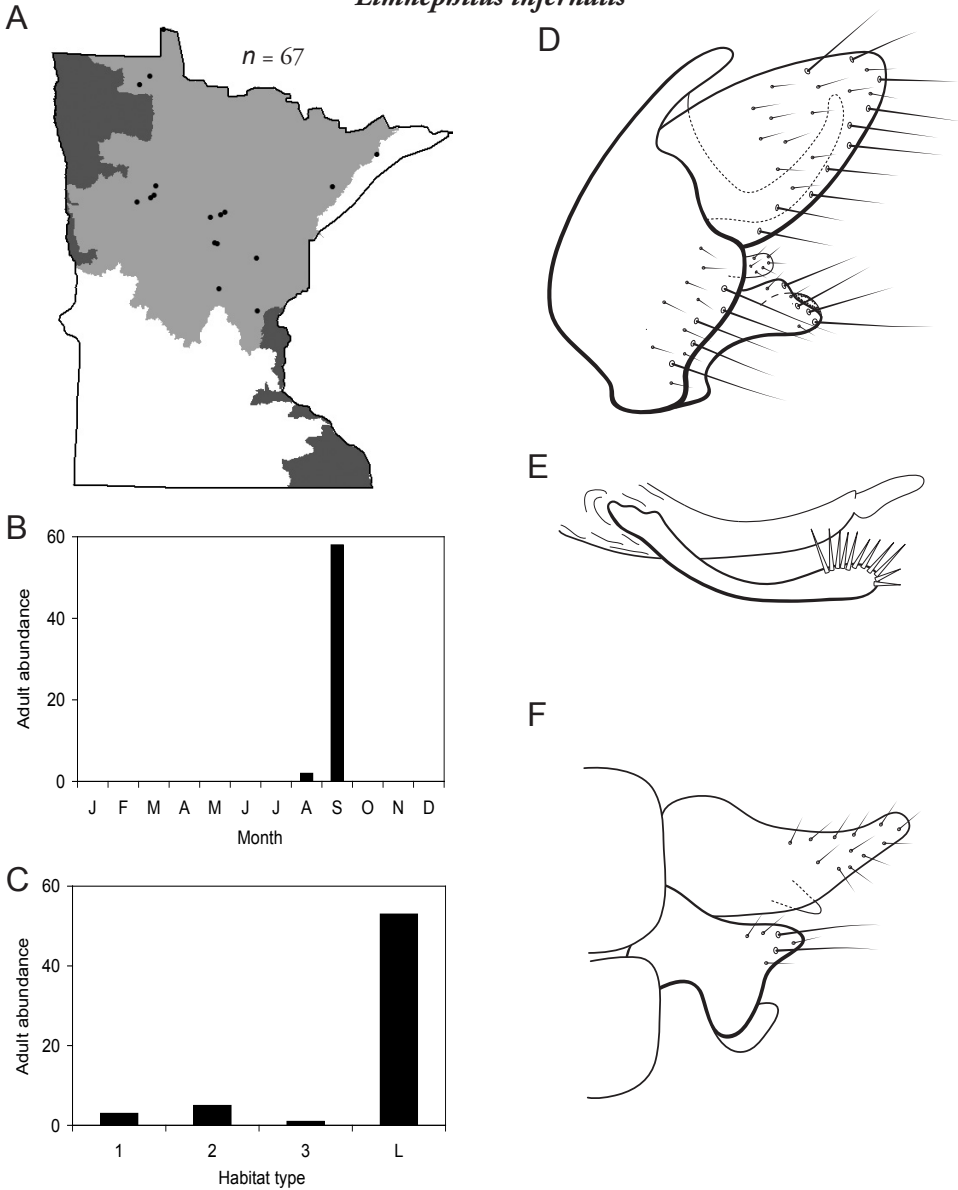 Limnephilus infernalis
A
n = 67
B
60
40
20
0
Adult abundance
J F M A M J J A S O N D
Month
C
60
40
20
0
Adult abundance
1 2 3 L
Habitat type
D
E
F